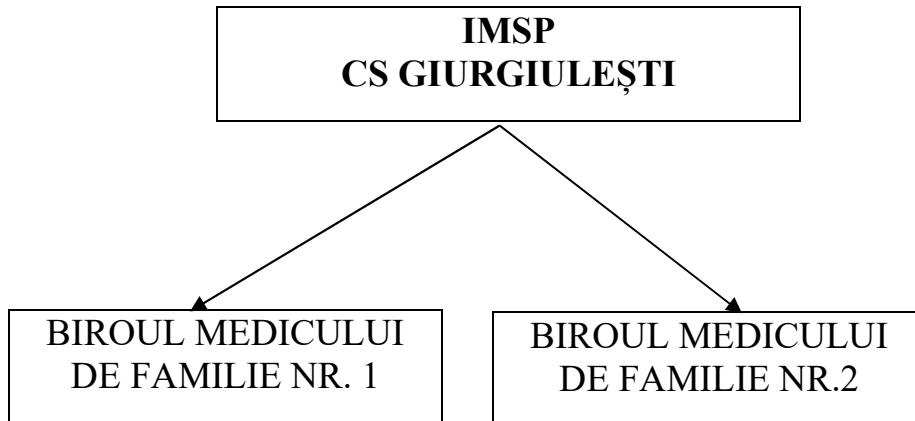 IMSP
CS GIURGIULEȘTI
BIROUL MEDICULUI
DE FAMILIE NR. 1
BIROUL MEDICULUI
DE FAMILIE NR.2